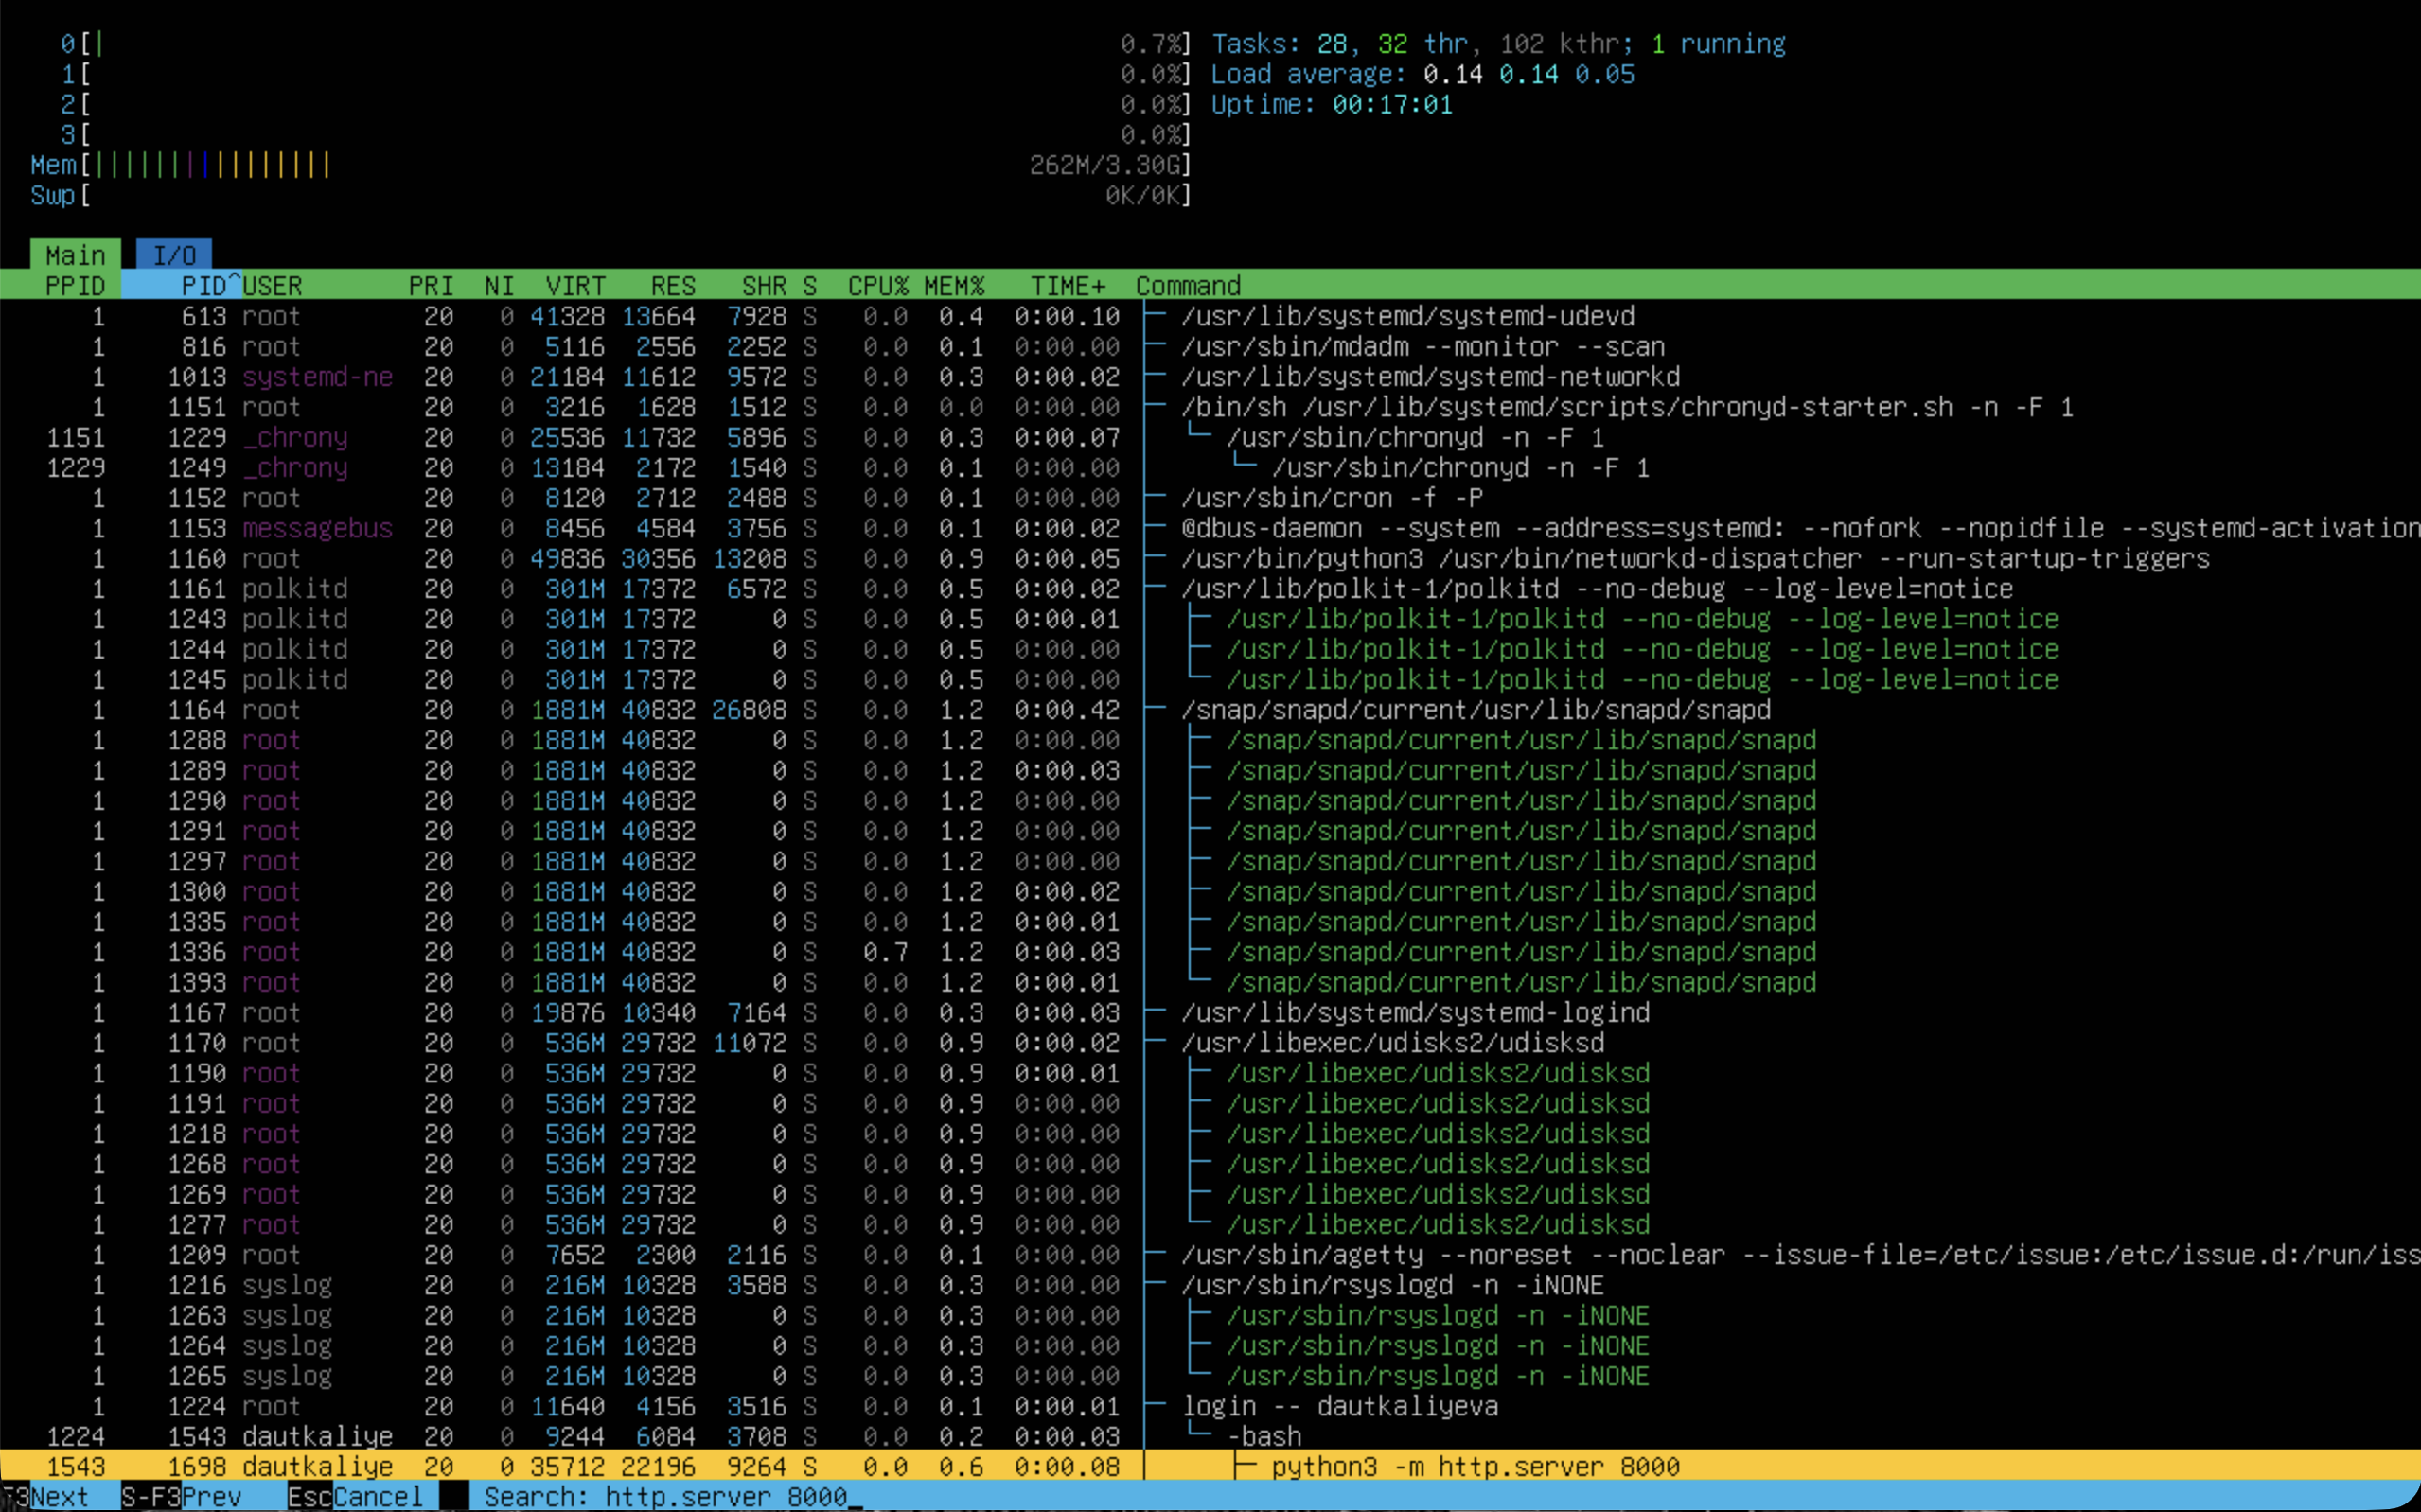 0[| 0.7%] Tasks: 28, 32 thr, 102 kthr; 1 running
1[ 0.0%] Load average: 0.14 0.14 0.05
2[ 0.0%] Uptime: 00:17:01
3[ 0.0%]
Mem[|||||||||||||||| 262M/3.30G]
Swp[ 0K/0K]
Main I/O
PPID PID^USER PRI NI VIRT RES SHR S CPU% MEM% TIME+ Command
1 613 root 20 0 41328 13664 7928 S 0.0 0.4 0:00.10 ├─ /usr/lib/systemd/systemd-udevd
1 816 root 20 0 5116 2556 2252 S 0.0 0.1 0:00.00 ├─ /usr/sbin/mdadm --monitor --scan
1 1013 systemd-ne 20 0 21184 11612 9572 S 0.0 0.3 0:00.02 ├─ /usr/lib/systemd/systemd-networkd
1 1151 root 20 0 3216 1628 1512 S 0.0 0.0 0:00.00 ├─ /bin/sh /usr/lib/systemd/scripts/chronyd-starter.sh -n -F 1
1151 1229 _chrony 20 0 25536 11732 5896 S 0.0 0.3 0:00.07 │ └─ /usr/sbin/chronyd -n -F 1
1229 1249 _chrony 20 0 13184 2172 1540 S 0.0 0.1 0:00.00 │ └─ /usr/sbin/chronyd -n -F 1
1 1152 root 20 0 8120 2712 2488 S 0.0 0.1 0:00.00 ├─ /usr/sbin/cron -f -P
1 1153 messagebus 20 0 8456 4584 3756 S 0.0 0.1 0:00.02 ├─ @dbus-daemon --system --address=systemd: --nofork --nopidfile --systemd-activation
1 1160 root 20 0 49836 30356 13208 S 0.0 0.9 0:00.05 ├─ /usr/bin/python3 /usr/bin/networkd-dispatcher --run-startup-triggers
1 1161 polkitd 20 0 301M 17372 6572 S 0.0 0.5 0:00.02 ├─ /usr/lib/polkit-1/polkitd --no-debug --log-level=notice
1 1243 polkitd 20 0 301M 17372 0 S 0.0 0.5 0:00.01 │ ├─ /usr/lib/polkit-1/polkitd --no-debug --log-level=notice
1 1244 polkitd 20 0 301M 17372 0 S 0.0 0.5 0:00.00 │ ├─ /usr/lib/polkit-1/polkitd --no-debug --log-level=notice
1 1245 polkitd 20 0 301M 17372 0 S 0.0 0.5 0:00.00 │ └─ /usr/lib/polkit-1/polkitd --no-debug --log-level=notice
1 1164 root 20 0 1881M 40832 26808 S 0.0 1.2 0:00.42 ├─ /snap/snapd/current/usr/lib/snapd/snapd
1 1288 root 20 0 1881M 40832 0 S 0.0 1.2 0:00.00 │ ├─ /snap/snapd/current/usr/lib/snapd/snapd
1 1289 root 20 0 1881M 40832 0 S 0.0 1.2 0:00.03 │ ├─ /snap/snapd/current/usr/lib/snapd/snapd
1 1290 root 20 0 1881M 40832 0 S 0.0 1.2 0:00.00 │ ├─ /snap/snapd/current/usr/lib/snapd/snapd
1 1291 root 20 0 1881M 40832 0 S 0.0 1.2 0:00.00 │ ├─ /snap/snapd/current/usr/lib/snapd/snapd
1 1297 root 20 0 1881M 40832 0 S 0.0 1.2 0:00.00 │ ├─ /snap/snapd/current/usr/lib/snapd/snapd
1 1300 root 20 0 1881M 40832 0 S 0.0 1.2 0:00.02 │ ├─ /snap/snapd/current/usr/lib/snapd/snapd
1 1335 root 20 0 1881M 40832 0 S 0.0 1.2 0:00.01 │ ├─ /snap/snapd/current/usr/lib/snapd/snapd
1 1336 root 20 0 1881M 40832 0 S 0.7 1.2 0:00.03 │ ├─ /snap/snapd/current/usr/lib/snapd/snapd
1 1393 root 20 0 1881M 40832 0 S 0.0 1.2 0:00.01 │ └─ /snap/snapd/current/usr/lib/snapd/snapd
1 1167 root 20 0 19876 10340 7164 S 0.0 0.3 0:00.03 ├─ /usr/lib/systemd/systemd-logind
1 1170 root 20 0 536M 29732 11072 S 0.0 0.9 0:00.02 ├─ /usr/libexec/udisks2/udisksd
1 1190 root 20 0 536M 29732 0 S 0.0 0.9 0:00.01 │ ├─ /usr/libexec/udisks2/udisksd
1 1191 root 20 0 536M 29732 0 S 0.0 0.9 0:00.00 │ ├─ /usr/libexec/udisks2/udisksd
1 1218 root 20 0 536M 29732 0 S 0.0 0.9 0:00.00 │ ├─ /usr/libexec/udisks2/udisksd
1 1268 root 20 0 536M 29732 0 S 0.0 0.9 0:00.00 │ ├─ /usr/libexec/udisks2/udisksd
1 1269 root 20 0 536M 29732 0 S 0.0 0.9 0:00.00 │ ├─ /usr/libexec/udisks2/udisksd
1 1277 root 20 0 536M 29732 0 S 0.0 0.9 0:00.00 │ └─ /usr/libexec/udisks2/udisksd
1 1209 root 20 0 7652 2300 2116 S 0.0 0.1 0:00.00 ├─ /usr/sbin/agetty --noreset --noclear --issue-file=/etc/issue:/etc/issue.d:/run/iss
1 1216 syslog 20 0 216M 10328 3588 S 0.0 0.3 0:00.00 ├─ /usr/sbin/rsyslogd -n -iNONE
1 1263 syslog 20 0 216M 10328 0 S 0.0 0.3 0:00.00 │ ├─ /usr/sbin/rsyslogd -n -iNONE
1 1264 syslog 20 0 216M 10328 0 S 0.0 0.3 0:00.00 │ ├─ /usr/sbin/rsyslogd -n -iNONE
1 1265 syslog 20 0 216M 10328 0 S 0.0 0.3 0:00.00 │ └─ /usr/sbin/rsyslogd -n -iNONE
1 1224 root 20 0 11640 4156 3516 S 0.0 0.1 0:00.01 ├─ login -- dautkaliyeva
1224 1543 dautkaliye 20 0 9244 6084 3708 S 0.0 0.2 0:00.03 │ └─ -bash
1543 1698 dautkaliye 20 0 35712 22196 9264 S 0.0 0.6 0:00.08 │ ├─ python3 -m http.server 8000
F3Next S-F3Prev EscCancel Search: http.server 8000_